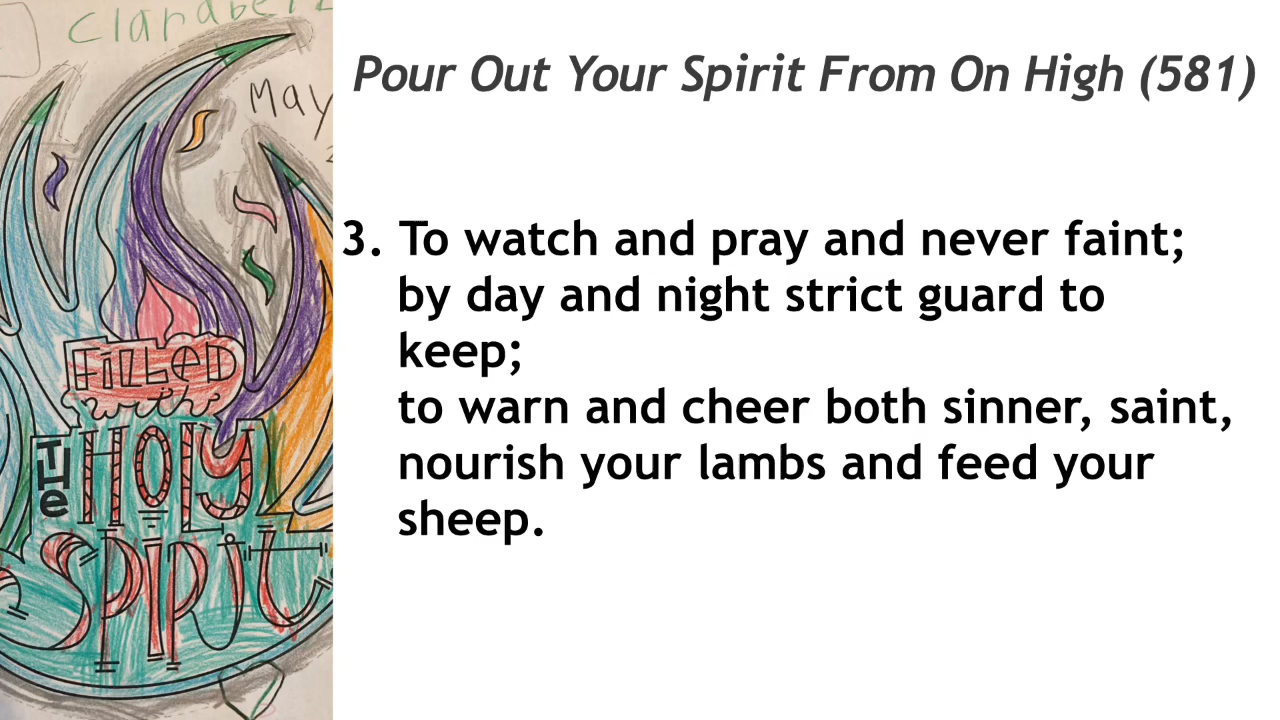 Pour Out Your Spirit From On High (581)
3. To watch and pray and never faint;
by day and night strict guard to
keep;
to warn and cheer both sinner, saint,
nourish your lambs and feed your
sheep.
May
FiLLED
with
THE HOLY
SPIRIT